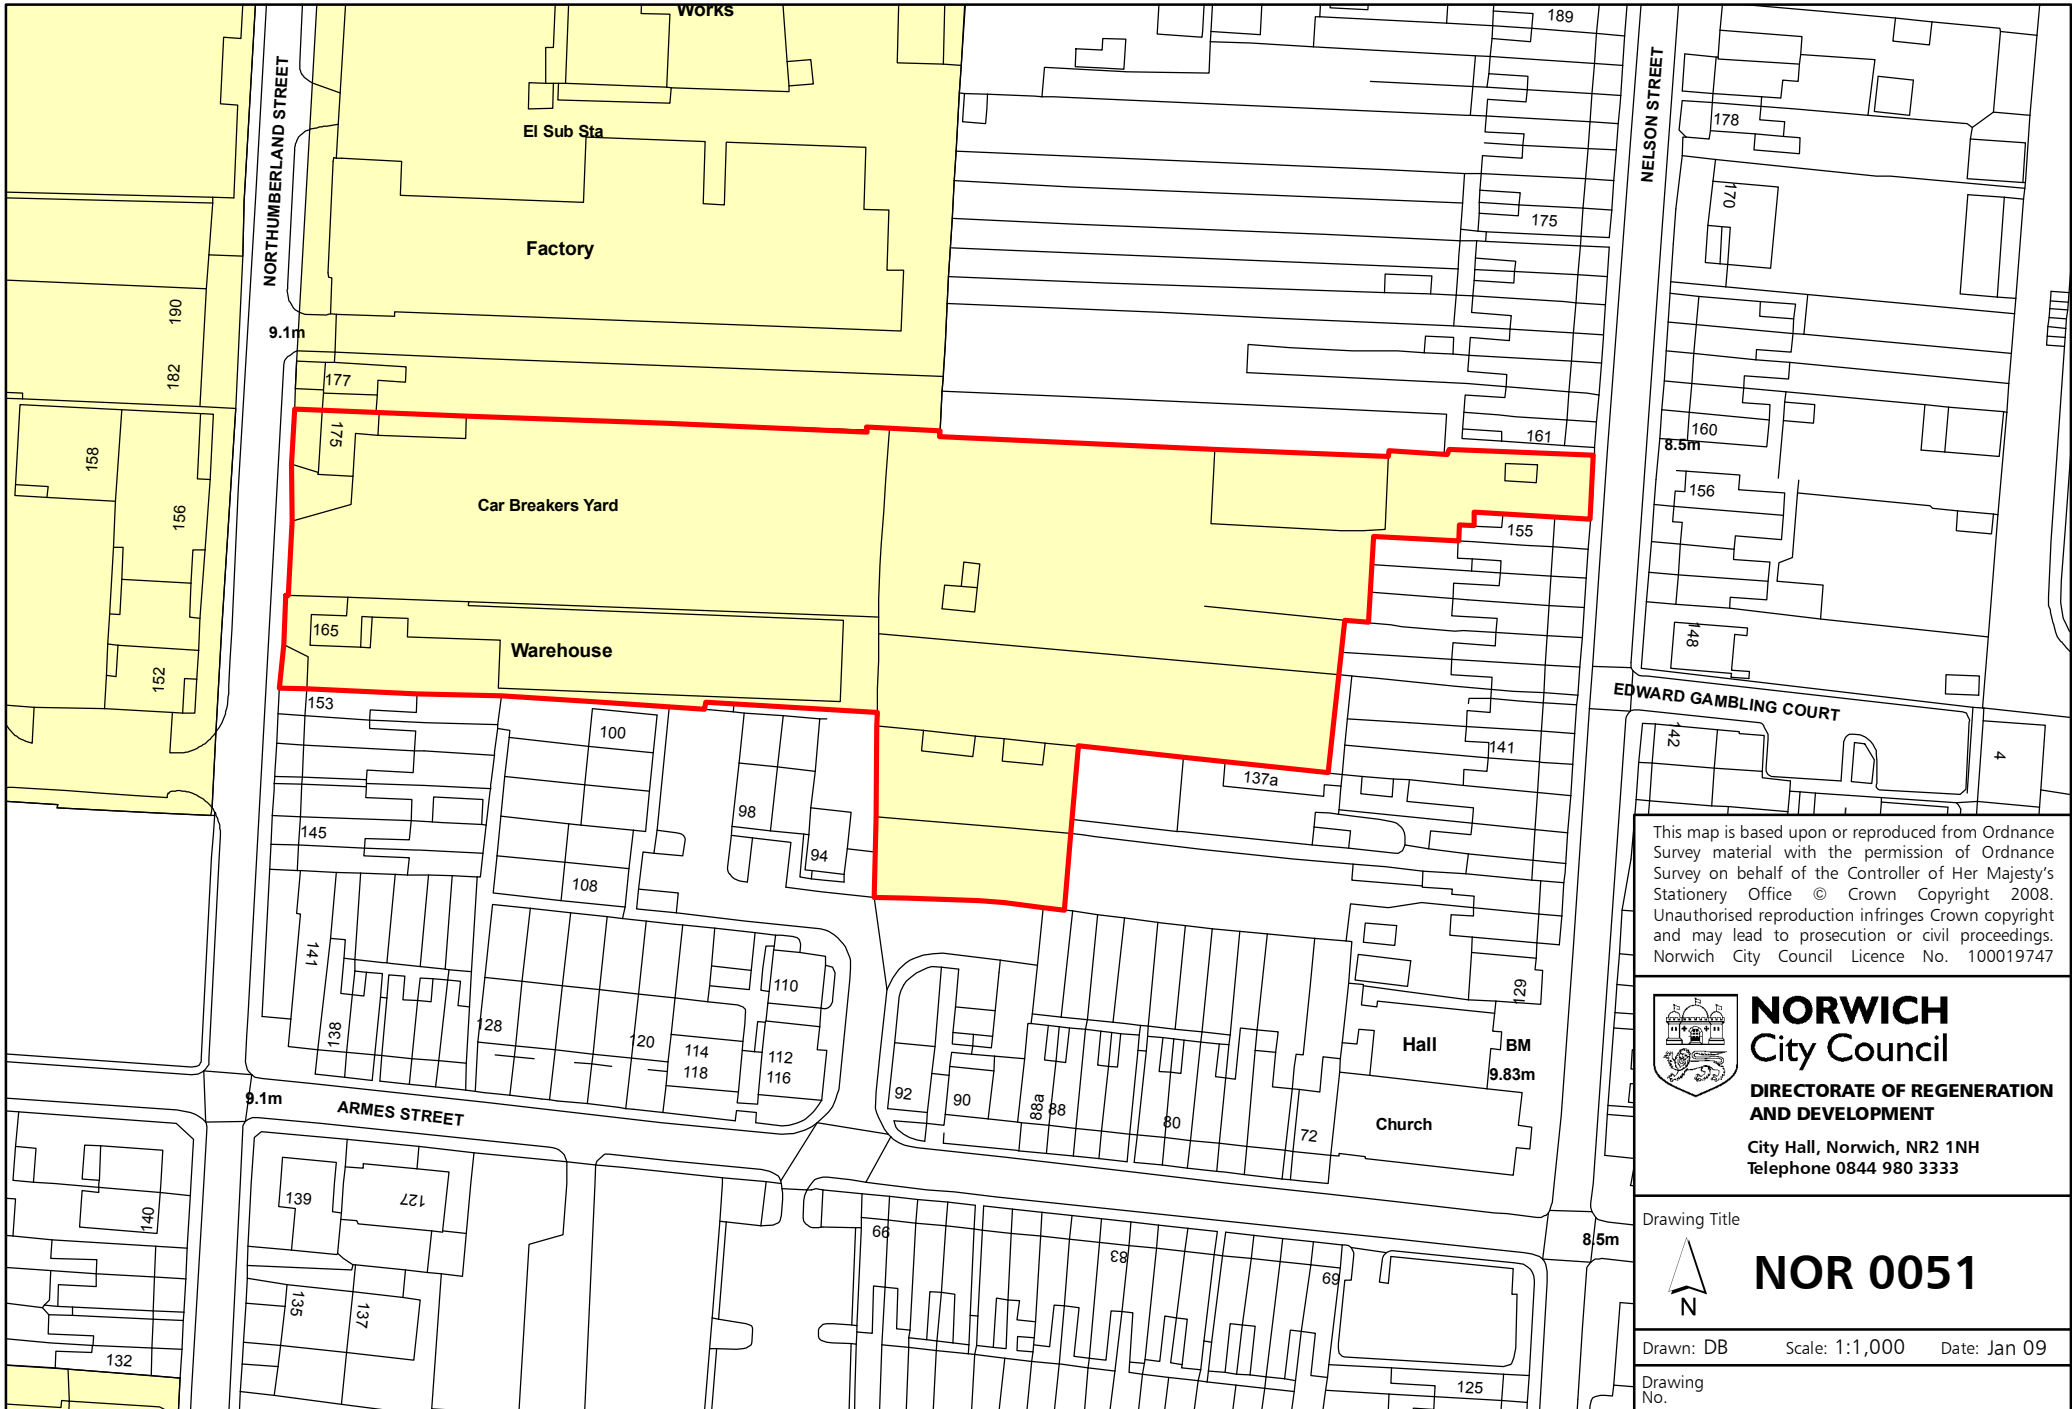 Works
189
NORTHUMBERLAND STREET
NELSON STREET
El Sub Sta
178
170
175
Factory
190
9.1m
182
177
175
161
160
8.5m
158
156
Car Breakers Yard
156
155
165
Warehouse
148
152
EDWARD GAMBLING COURT
153
100
142
141
4
137a
98
145
94
108
141
110
129
138
128
120
114
118
112
116
Hall
BM
9.83m
92
90
88a
88
80
72
Church
9.1m
ARMES STREET
139
127
140
66
83
69
8.5m
135
137
132
125
This map is based upon or reproduced from Ordnance
Survey material with the permission of Ordnance
Survey on behalf of the Controller of Her Majesty's
Stationery Office © Crown Copyright 2008.
Unauthorised reproduction infringes Crown copyright
and may lead to prosecution or civil proceedings.
Norwich City Council Licence No. 100019747
NORWICH
City Council
DIRECTORATE OF REGENERATION
AND DEVELOPMENT
City Hall, Norwich, NR2 1NH
Telephone 0844 980 3333
Drawing Title
N
NOR 0051
Drawn: DB Scale: 1:1,000 Date: Jan 09
Drawing
No.